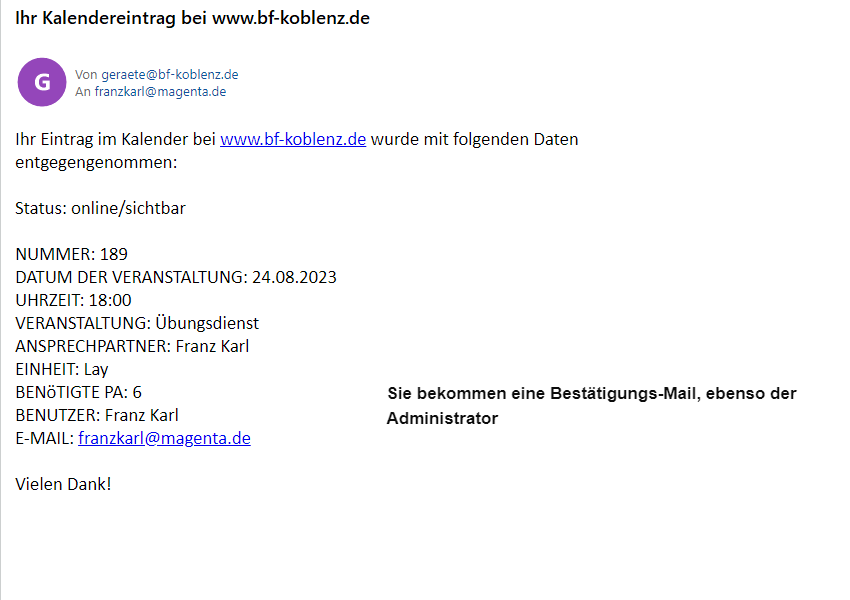 Ihr Kalendereintrag bei www.bf-koblenz.de
G
Von geraete@bf-koblenz.de
An franzkarl@magenta.de
Ihr Eintrag im Kalender bei www.bf-koblenz.de wurde mit folgenden Daten
entgegengenommen:
Status: online/sichtbar
NUMMER: 189
DATUM DER VERANSTALTUNG: 24.08.2023
UHRZEIT: 18:00
VERANSTALTUNG: Übungsdienst
ANSPRECHPARTNER: Franz Karl
EINHEIT: Lay
BENöTIGTE PA: 6
BENUTZER: Franz Karl
E-MAIL: franzkarl@magenta.de
Sie bekommen eine Bestätigungs-Mail, ebenso der
Administrator
Vielen Dank!